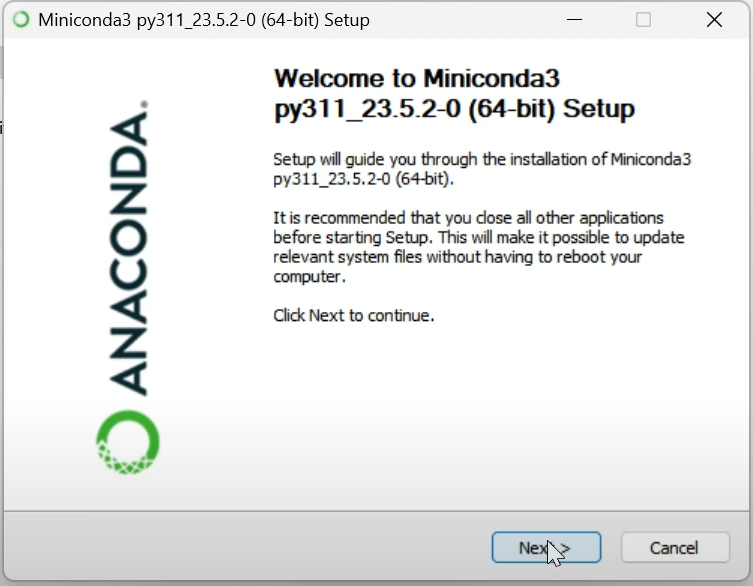 Miniconda3 py311_23.5.2-0 (64-bit) Setup
Welcome to Miniconda3
py311_23.5.2-0 (64-bit) Setup
Setup will guide you through the installation of Miniconda3
py311_23.5.2-0 (64-bit).
It is recommended that you close all other applications
before starting Setup. This will make it possible to update
relevant system files without having to reboot your
computer.
Click Next to continue.
ANACONDA.
Next >
Cancel